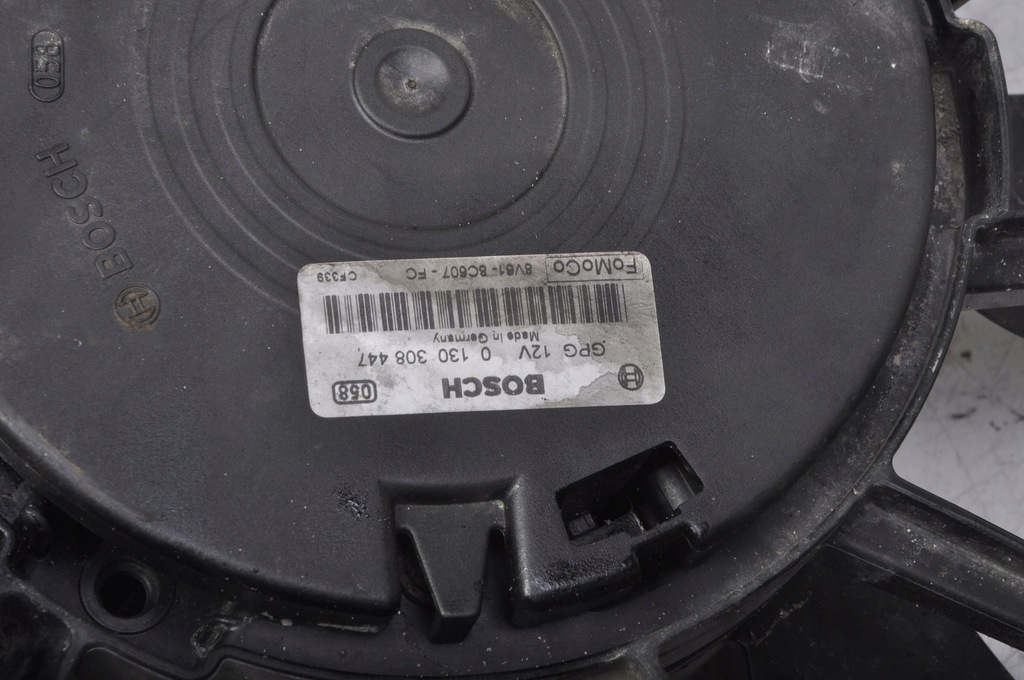 BOSCH 058
GPG 12V 0 130 308 447
Made in Germany
FoMoCo 8V61-8C607-FC CF339
BOSCH
058